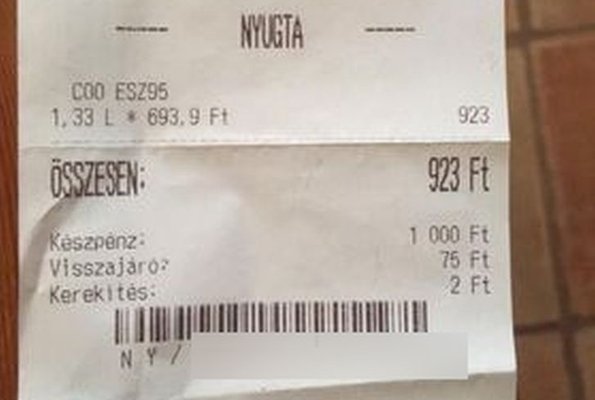 ----- NYUGTA -----
C00 ESZ95
1,33 L * 693,9 Ft 923
ÖSSZESEN: 923 Ft
Készpénz: 1 000 Ft
Visszajáró: 75 Ft
Kerekítés: 2 Ft
NY/